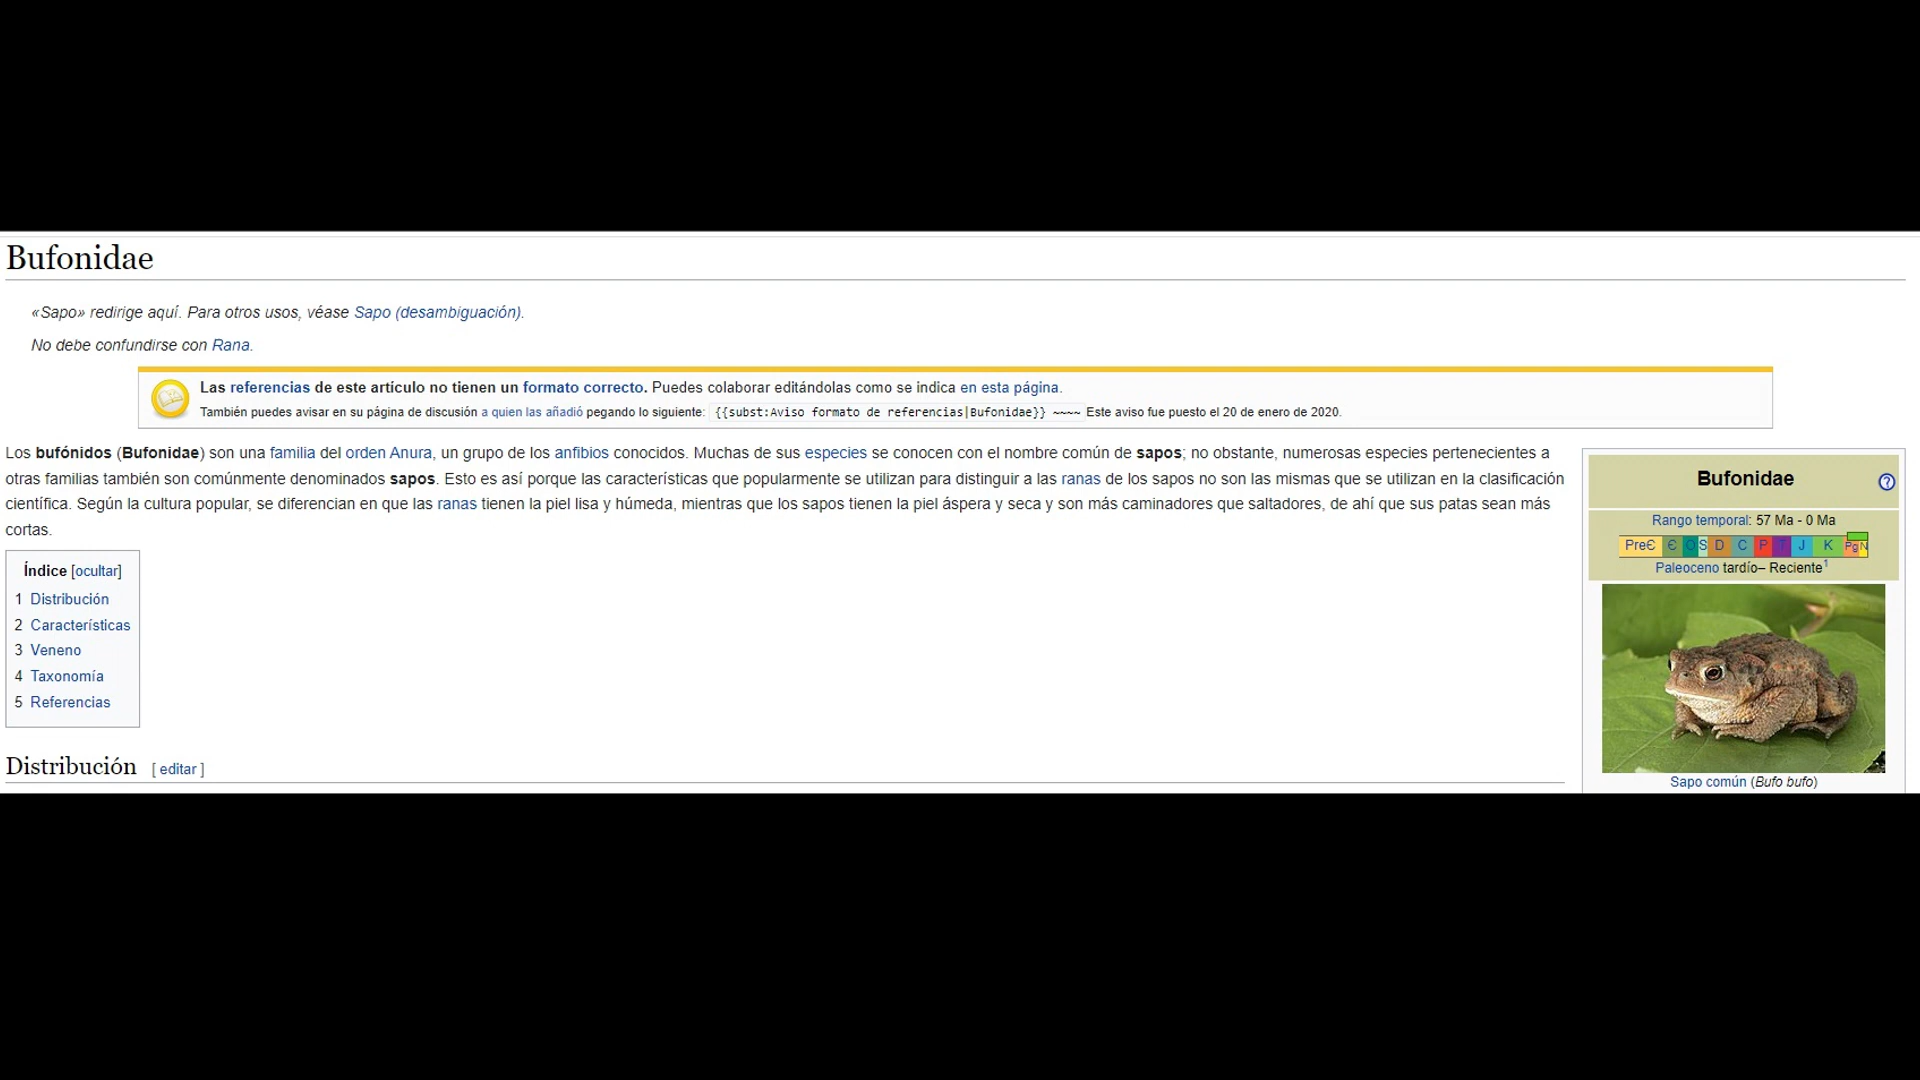 Bufonidae
«Sapo» redirige aquí. Para otros usos, véase Sapo (desambiguación).
No debe confundirse con Rana.
Las referencias de este artículo no tienen un formato correcto. Puedes colaborar editándolas como se indica en esta página.
También puedes avisar en su página de discusión a quien las añadió pegando lo siguiente: {{subst:Aviso formato de referencias|Bufonidae}} ~~~~ Este aviso fue puesto el 20 de enero de 2020.
Los bufónidos (Bufonidae) son una familia del orden Anura, un grupo de los anfibios conocidos. Muchas de sus especies se conocen con el nombre común de sapos; no obstante, numerosas especies pertenecientes a
otras familias también son comúnmente denominados sapos. Esto es así porque las características que popularmente se utilizan para distinguir a las ranas de los sapos no son las mismas que se utilizan en la clasificación
científica. Según la cultura popular, se diferencian en que las ranas tienen la piel lisa y húmeda, mientras que los sapos tienen la piel áspera y seca y son más caminadores que saltadores, de ahí que sus patas sean más
cortas.
Índice [ocultar]
1 Distribución
2 Características
3 Veneno
4 Taxonomía
5 Referencias
Distribución [ editar ]
Bufonidae
?
Rango temporal: 57 Ma - 0 Ma
PreЄ Є O S D C P T J K Pg N
Paleoceno tardío– Reciente1
Sapo común (Bufo bufo)